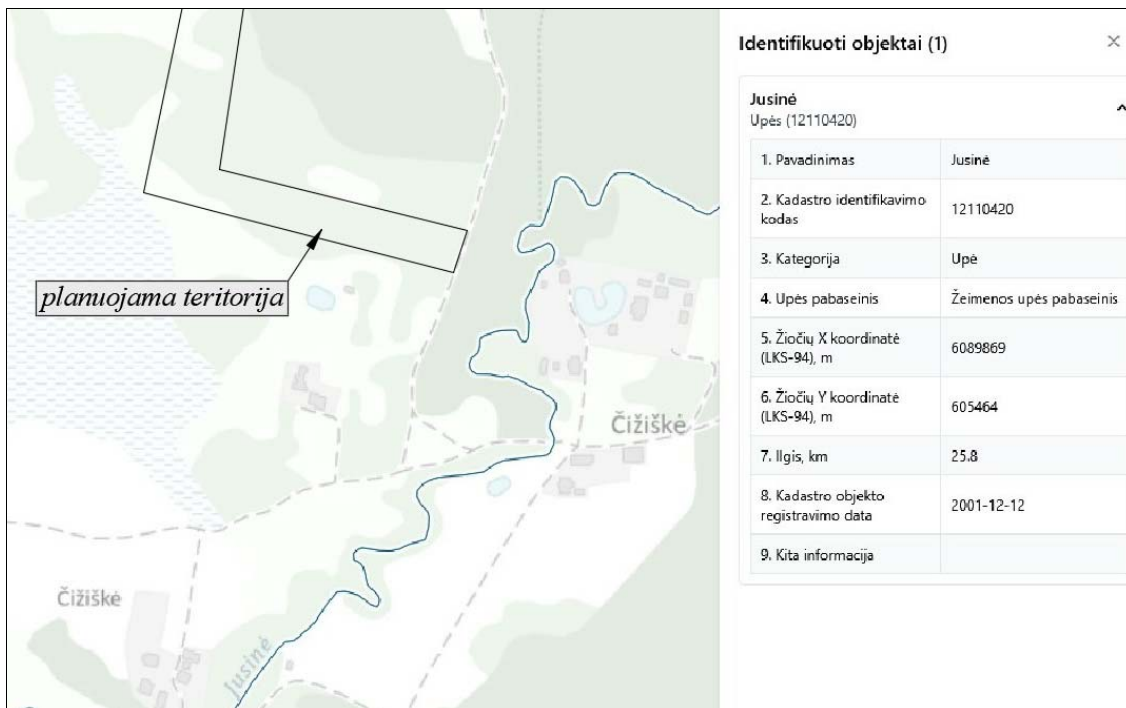 planuojama teritorija
Čižiškė
Čižiškė
Jusinė
Identifikuoti objektai (1)
Jusinė
Upės (12110420)
1. Pavadinimas Jusinė
2. Kadastro identifikavimo
kodas 12110420
3. Kategorija Upė
4. Upės pabaseinis Žeimenos upės pabaseinis
5. Žiočių X koordinatė
(LKS-94), m 6089869
6. Žiočių Y koordinatė
(LKS-94), m 605464
7. Ilgis, km 25.8
8. Kadastro objekto
registravimo data 2001-12-12
9. Kita informacija